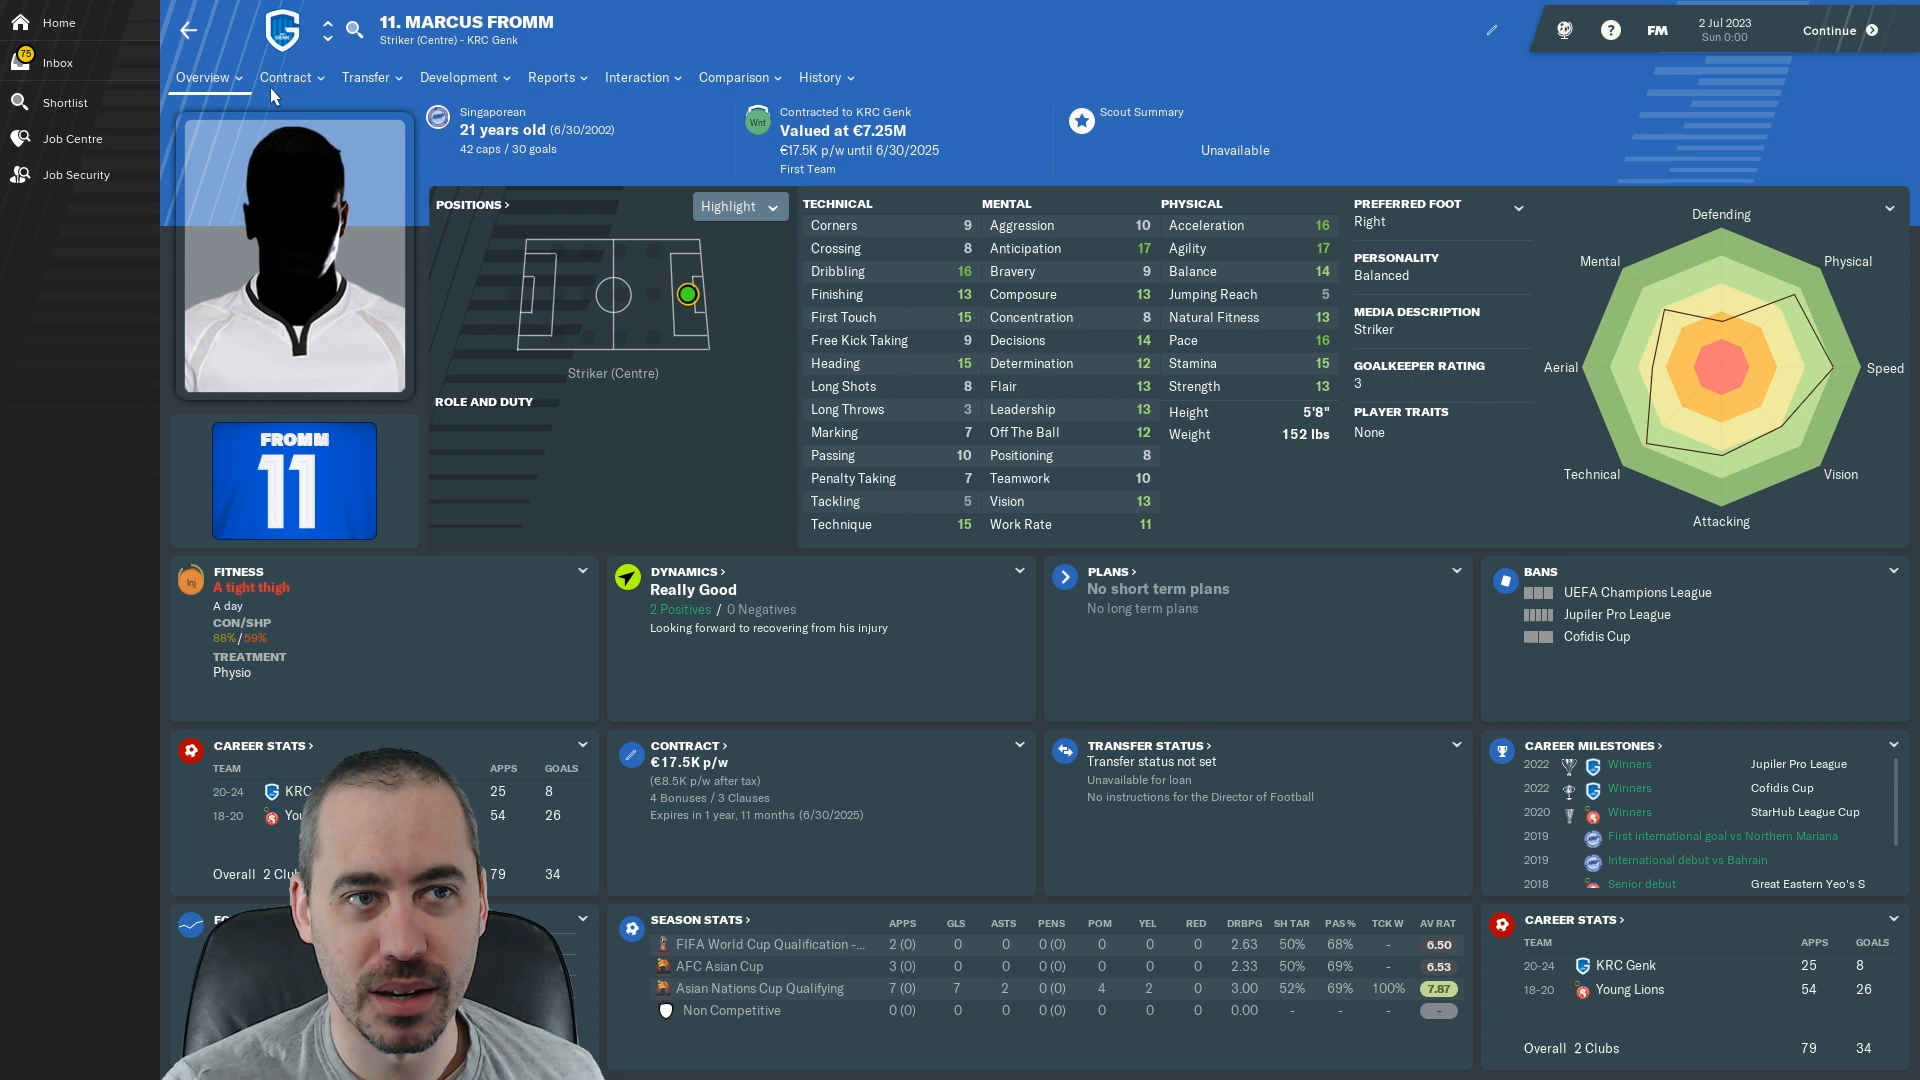 Home
75
Inbox
Shortlist
Job Centre
Job Security
GENK
11. MARCUS FROMM
Striker (Centre) - KRC Genk
FM
2 Jul 2023
Sun 0:00
Continue
Overview
Contract
Transfer
Development
Reports
Interaction
Comparison
History
Singaporean
21 years old (6/30/2002)
42 caps / 30 goals
Wnt
Contracted to KRC Genk
Valued at €7.25M
€17.5K p/w until 6/30/2025
First Team
Scout Summary
Unavailable
POSITIONS
Highlight
Striker (Centre)
ROLE AND DUTY
FROMM
11
TECHNICAL
Corners 9
Crossing 8
Dribbling 16
Finishing 13
First Touch 15
Free Kick Taking 9
Heading 15
Long Shots 8
Long Throws 3
Marking 7
Passing 10
Penalty Taking 7
Tackling 5
Technique 15
MENTAL
Aggression 10
Anticipation 17
Bravery 9
Composure 13
Concentration 8
Decisions 14
Determination 12
Flair 13
Leadership 13
Off The Ball 12
Positioning 8
Teamwork 10
Vision 13
Work Rate 11
PHYSICAL
Acceleration 16
Agility 17
Balance 14
Jumping Reach 5
Natural Fitness 13
Pace 16
Stamina 15
Strength 13
Height 5'8"
Weight 152 lbs
PREFERRED FOOT
Right
PERSONALITY
Balanced
MEDIA DESCRIPTION
Striker
GOALKEEPER RATING
3
PLAYER TRAITS
None
Defending
Physical
Speed
Vision
Attacking
Technical
Aerial
Mental
Inj
FITNESS
A tight thigh
A day
CON/SHP
88%/59%
TREATMENT
Physio
DYNAMICS
Really Good
2 Positives / 0 Negatives
Looking forward to recovering from his injury
PLANS
No short term plans
No long term plans
BANS
UEFA Champions League
Jupiler Pro League
Cofidis Cup
CAREER STATS
TEAM APPS GOALS
20-24 KRC 25 8
18-20 You 54 26
Overall 2 Club 79 34
CONTRACT
€17.5K p/w
(€8.5K p/w after tax)
4 Bonuses / 3 Clauses
Expires in 1 year, 11 months (6/30/2025)
TRANSFER STATUS
Transfer status not set
Unavailable for loan
No instructions for the Director of Football
CAREER MILESTONES
2022 Winners Jupiler Pro League
2022 Winners Cofidis Cup
2020 Winners StarHub League Cup
2019 First international goal vs Northern Mariana
2019 International debut vs Bahrain
2018 Senior debut Great Eastern Yeo's S
SEASON STATS APPS GLS ASTS PENS POM YEL RED DRBPG SH TAR PAS % TCK W AV RAT
FIFA World Cup Qualification -... 2 (0) 0 0 0 (0) 0 0 0 2.63 50% 68% - 6.50
AFC Asian Cup 3 (0) 0 0 0 (0) 0 0 0 2.33 50% 69% - 6.53
Asian Nations Cup Qualifying 7 (0) 7 2 0 (0) 4 2 0 3.00 52% 69% 100% 7.87
Non Competitive 0 (0) 0 0 0 (0) 0 0 0 0.00 - - - -
CAREER STATS
TEAM APPS GOALS
20-24 KRC Genk 25 8
18-20 Young Lions 54 26
Overall 2 Clubs 79 34